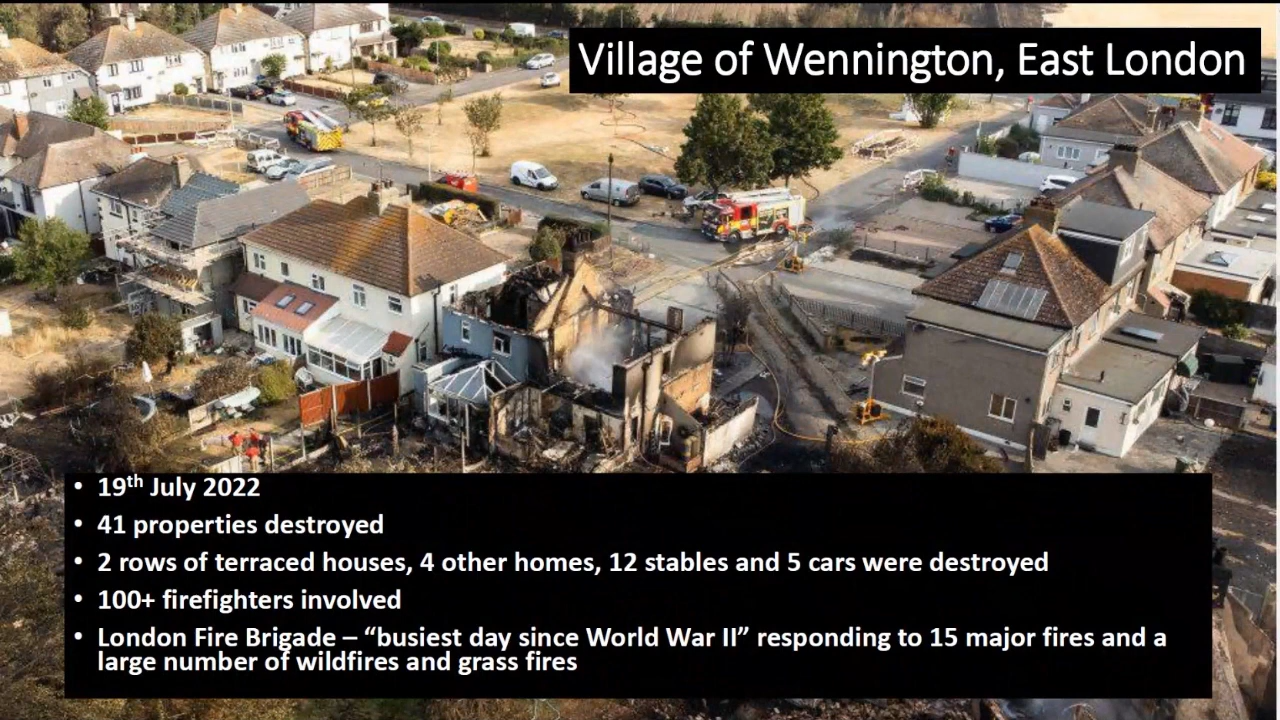 Village of Wennington, East London
• 19th July 2022
• 41 properties destroyed
• 2 rows of terraced houses, 4 other homes, 12 stables and 5 cars were destroyed
• 100+ firefighters involved
• London Fire Brigade – “busiest day since World War II” responding to 15 major fires and a
large number of wildfires and grass fires